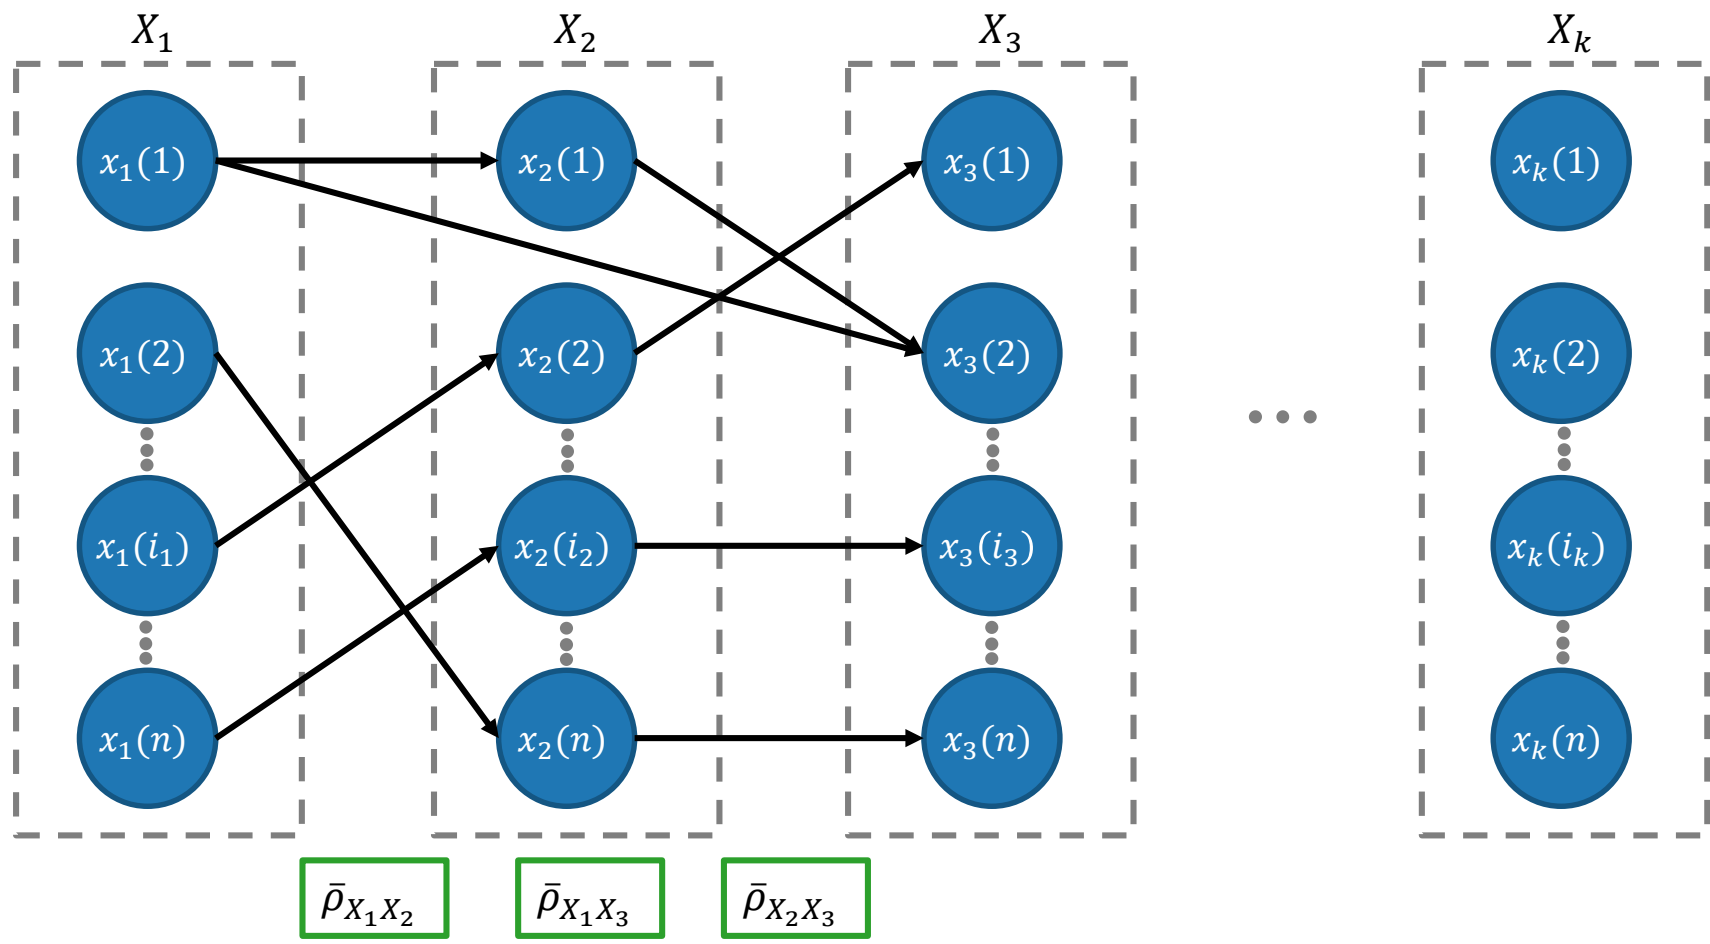 X₁ X₂ X₃ Xₖ
x₁(1) x₂(1) x₃(1) xₖ(1)
x₁(2) x₂(2) x₃(2) xₖ(2)
x₁(i₁) x₂(i₂) x₃(i₃) xₖ(iₖ)
x₁(n) x₂(n) x₃(n) xₖ(n)
ρ̄_{X₁X₂} ρ̄_{X₁X₃} ρ̄_{X₂X₃}